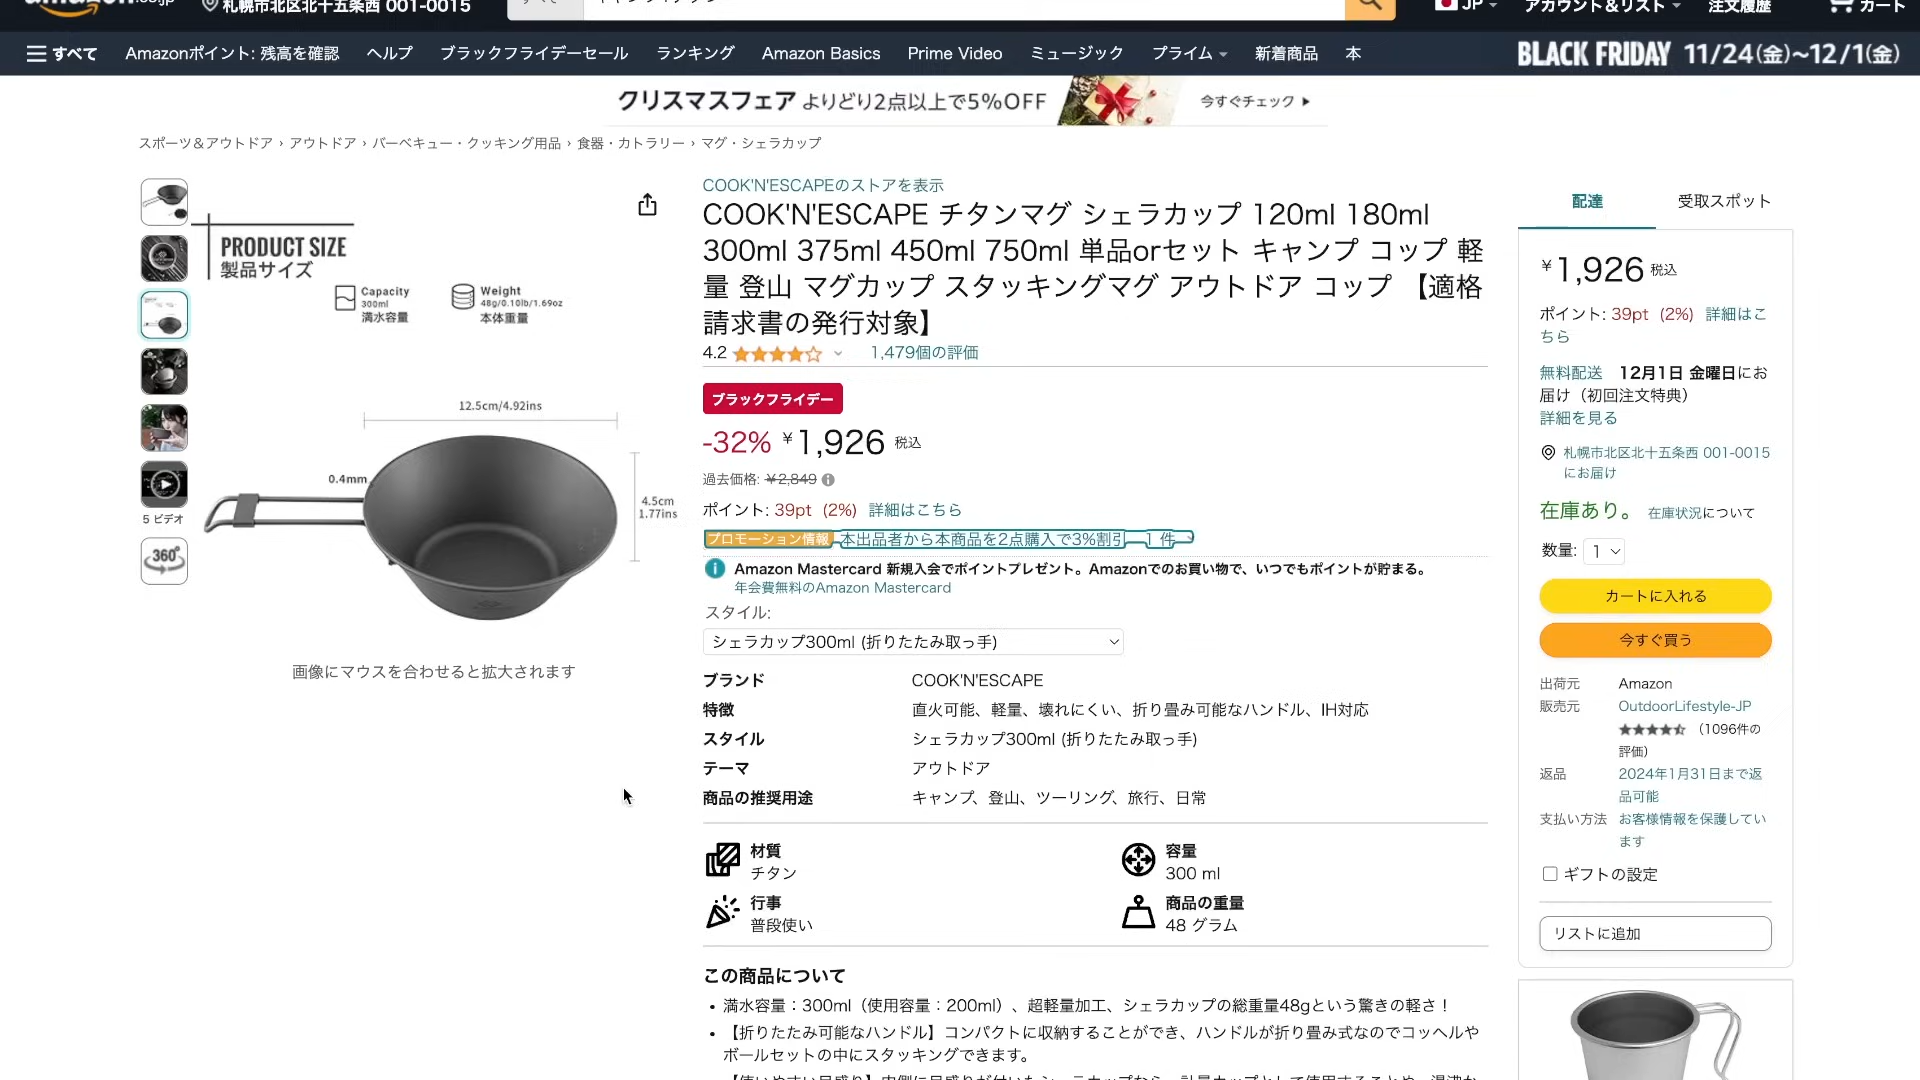 札幌市北区北十五条西 001-0015
JP
アカウント&リスト
注文履歴
カート
すべて
Amazonポイント: 残高を確認
ヘルプ
ブラックフライデーセール
ランキング
Amazon Basics
Prime Video
ミュージック
プライム
新着商品
本
BLACK FRIDAY 11/24(金)~12/1(金)
クリスマスフェア よりどり2点以上で5%OFF 今すぐチェック
スポーツ&アウトドア › アウトドア › バーベキュー・クッキング用品 › 食器・カトラリー › マグ・シェラカップ
PRODUCT SIZE
製品サイズ
Capacity
300ml
満水容量
Weight
48g/0.10lb/1.69oz
本体重量
12.5cm/4.92ins
0.4mm
4.5cm
1.77ins
5 ビデオ
360°
画像にマウスを合わせると拡大されます
COOK'N'ESCAPEのストアを表示
COOK'N'ESCAPE チタンマグ シェラカップ 120ml 180ml
300ml 375ml 450ml 750ml 単品orセット キャンプ コップ 軽
量 登山 マグカップ スタッキングマグ アウトドア コップ 【適格
請求書の発行対象】
4.2 1,479個の評価
ブラックフライデー
-32% ¥1,926 税込
過去価格: ¥2,849
ポイント: 39pt (2%) 詳細はこちら
プロモーション情報 本出品者から本商品を2点購入で3%割引 1 件
Amazon Mastercard 新規入会でポイントプレゼント。Amazonでのお買い物で、いつでもポイントが貯まる。
年会費無料のAmazon Mastercard
スタイル:
シェラカップ300ml (折りたたみ取っ手)
ブランド COOK'N'ESCAPE
特徴 直火可能、軽量、壊れにくい、折り畳み可能なハンドル、IH対応
スタイル シェラカップ300ml (折りたたみ取っ手)
テーマ アウトドア
商品の推奨用途 キャンプ、登山、ツーリング、旅行、日常
材質
チタン
容量
300 ml
行事
普段使い
商品の重量
48 グラム
この商品について
• 満水容量：300ml（使用容量：200ml）、超軽量加工、シェラカップの総重量48gという驚きの軽さ！
• 【折りたたみ可能なハンドル】コンパクトに収納することができ、ハンドルが折り畳み式なのでコッヘルや
ボールセットの中にスタッキングできます。
配達
受取スポット
¥1,926 税込
ポイント: 39pt (2%) 詳細はこ
ちら
無料配送 12月1日 金曜日にお
届け（初回注文特典）
詳細を見る
札幌市北区北十五条西 001-0015
にお届け
在庫あり。 在庫状況について
数量: 1
カートに入れる
今すぐ買う
出荷元 Amazon
販売元 OutdoorLifestyle-JP
（1096件の
評価）
返品 2024年1月31日まで返
品可能
支払い方法 お客様情報を保護してい
ます
ギフトの設定
リストに追加